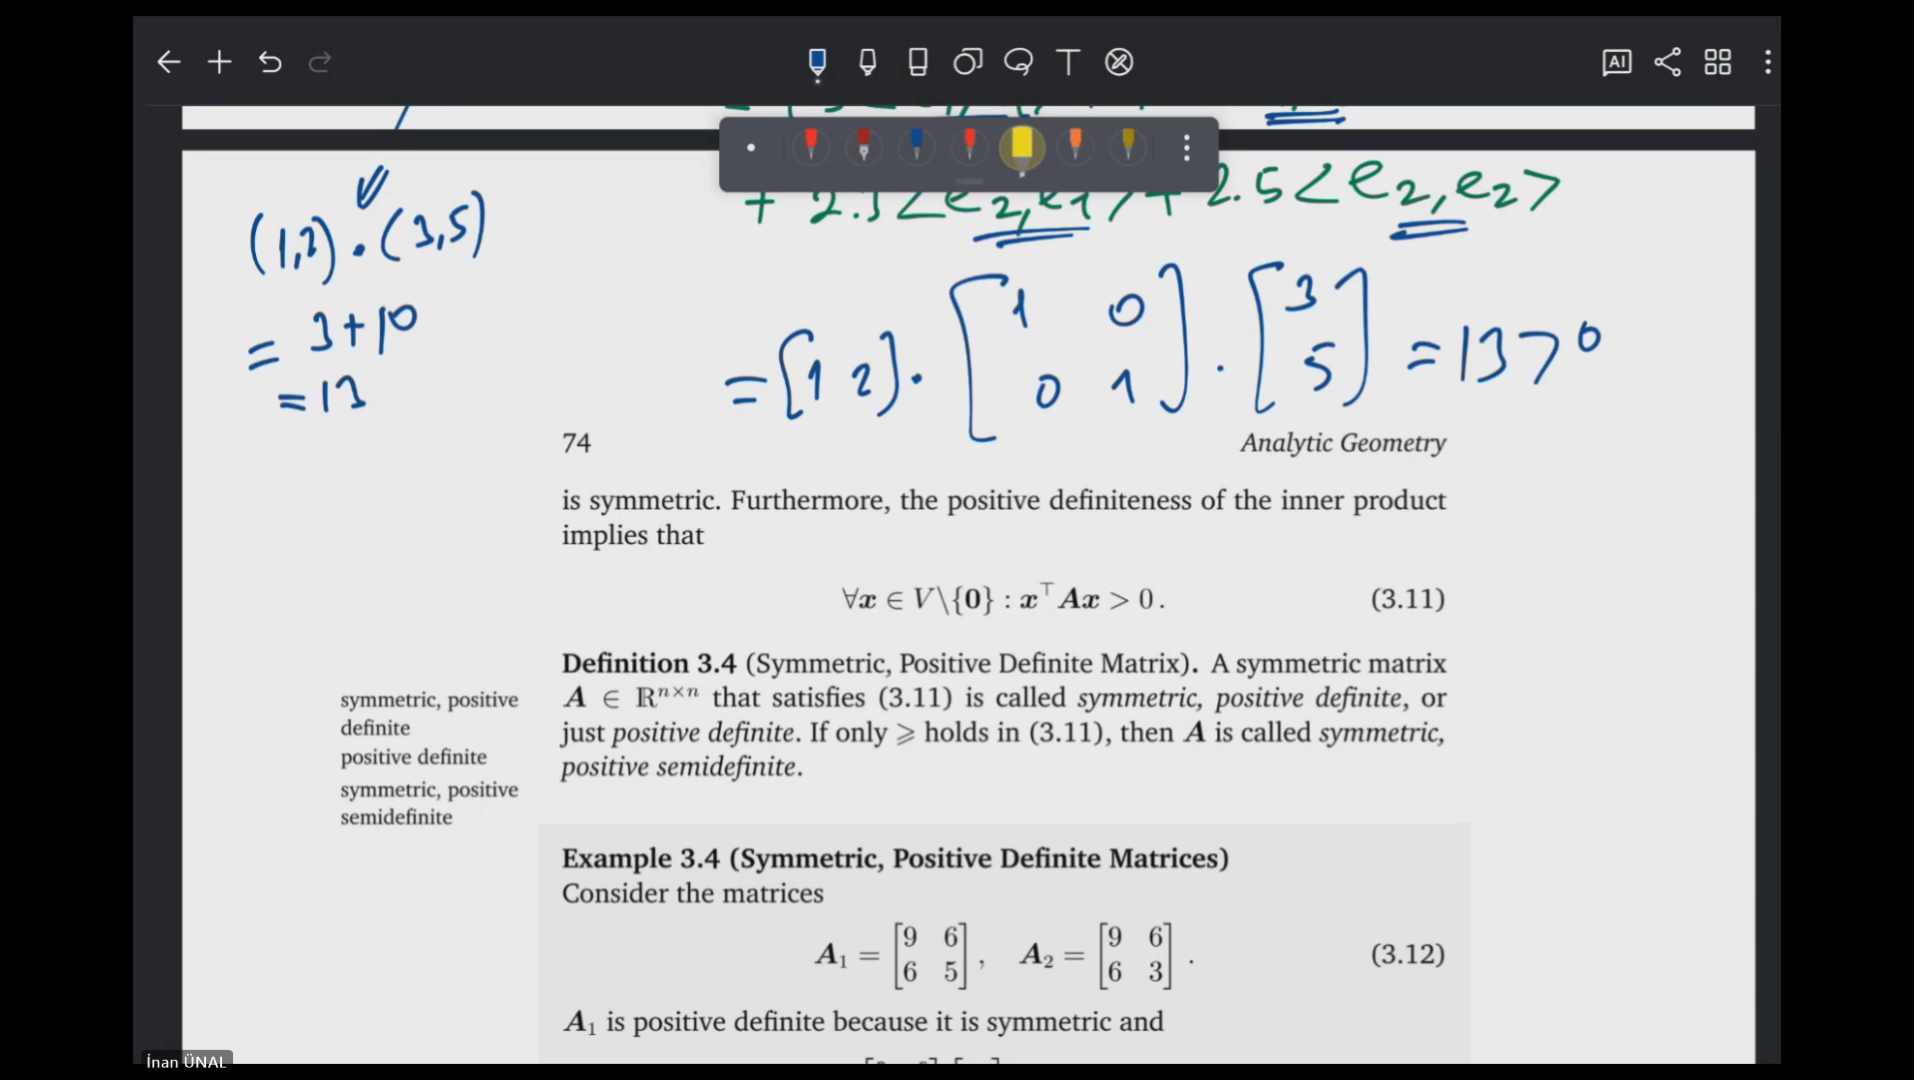 AI
+ 2.3 <e2,e1> + 2.5 <e2,e2>
(1,2) . (3,5)
= 3+10
= 13
= [1 2] . [1 0
0 1] . [3
5] = 13 > 0
74 Analytic Geometry
is symmetric. Furthermore, the positive definiteness of the inner product
implies that
∀x ∈ V\{0} : x⊤Ax > 0 . (3.11)
Definition 3.4 (Symmetric, Positive Definite Matrix). A symmetric matrix
A ∈ ℝⁿˣⁿ that satisfies (3.11) is called symmetric, positive definite, or
just positive definite. If only ⩾ holds in (3.11), then A is called symmetric,
positive semidefinite.
symmetric, positive
definite
positive definite
symmetric, positive
semidefinite
Example 3.4 (Symmetric, Positive Definite Matrices)
Consider the matrices
A₁ = [9 6
6 5] , A₂ = [9 6
6 3] . (3.12)
A₁ is positive definite because it is symmetric and
İnan ÜNAL